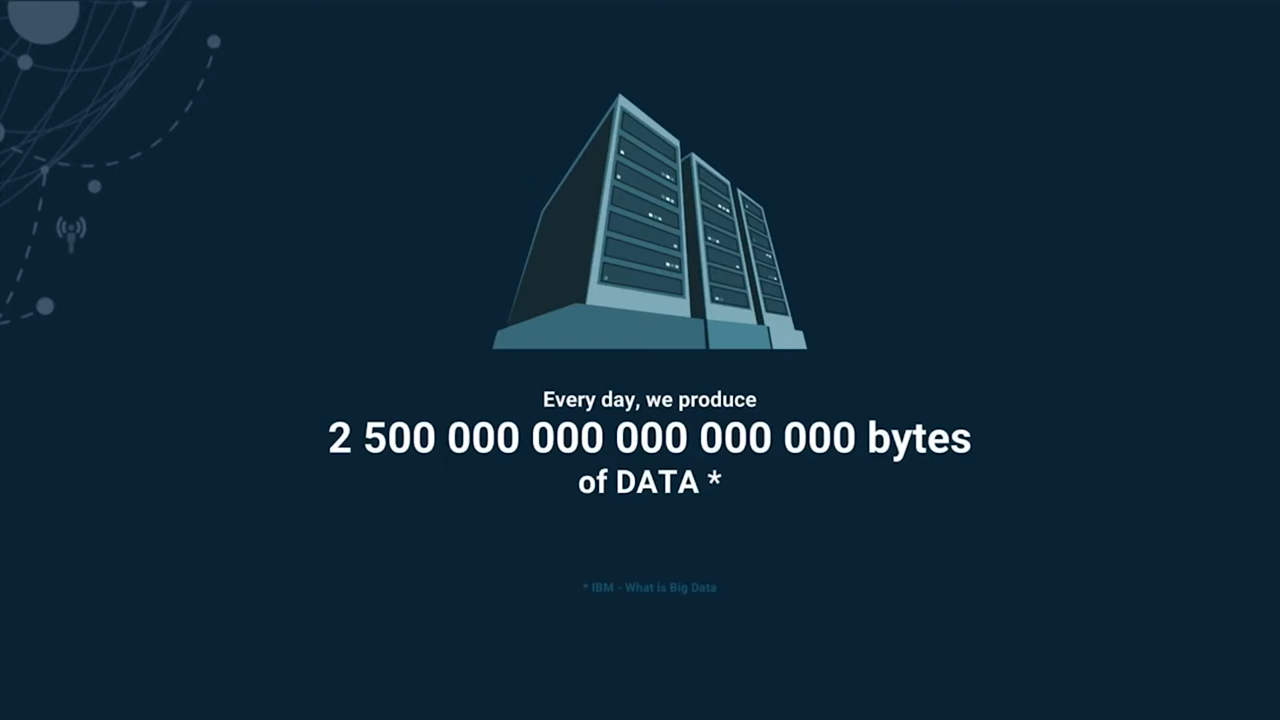 Every day, we produce
2 500 000 000 000 000 000 bytes
of DATA *
* IBM - What is Big Data